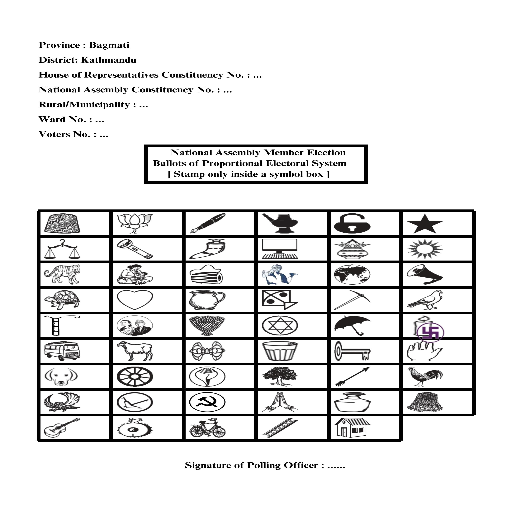 Province : Bagmati
District: Kathmandu
House of Representatives Constituency No. : ...
National Assembly Constituency No. : ...
Rural/Municipality : ...
Ward No. : ...
Voters No. : ...
National Assembly Member Election
Ballots of Proportional Electoral System
[ Stamp only inside a symbol box ]
Signature of Polling Officer : ......